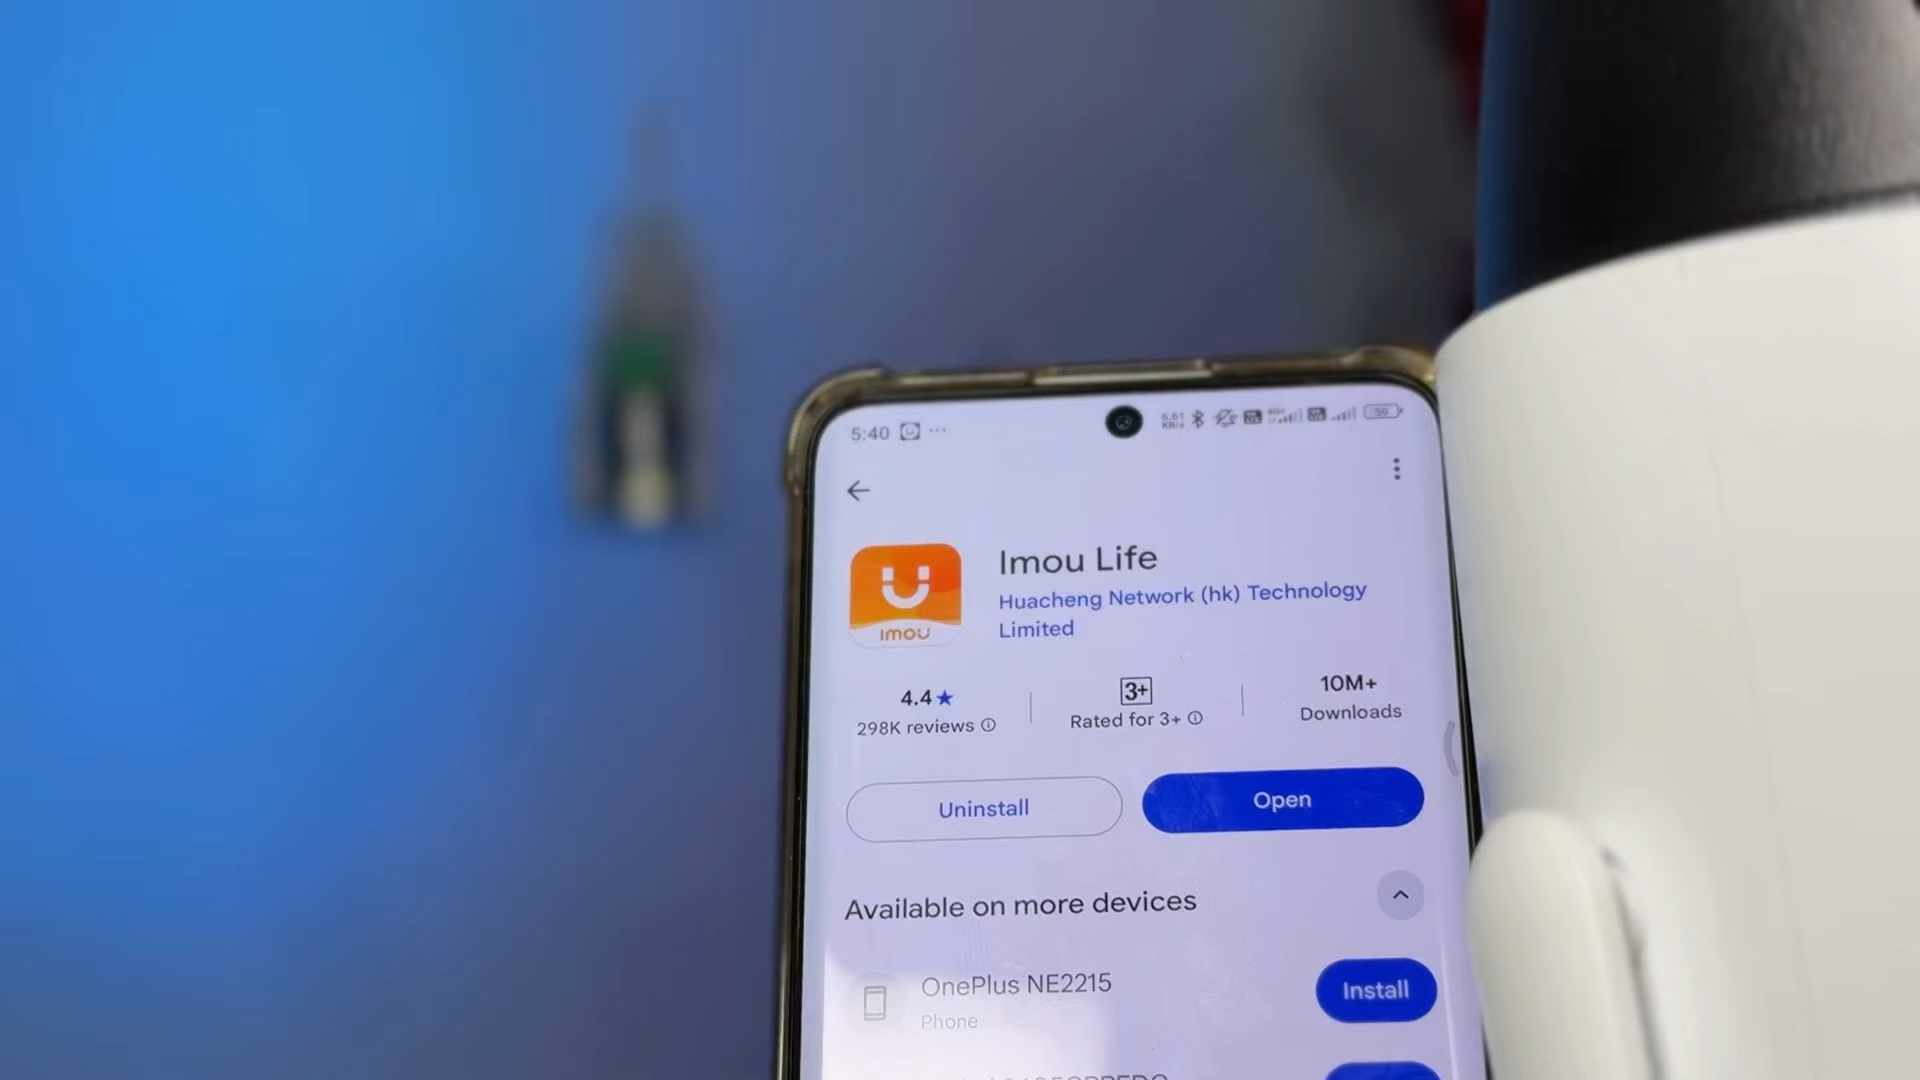 5:40
59
Imou Life
Huacheng Network (hk) Technology
Limited
imou
4.4★
298K reviews
3+
Rated for 3+
10M+
Downloads
Uninstall
Open
Available on more devices
OnePlus NE2215
Phone
Install